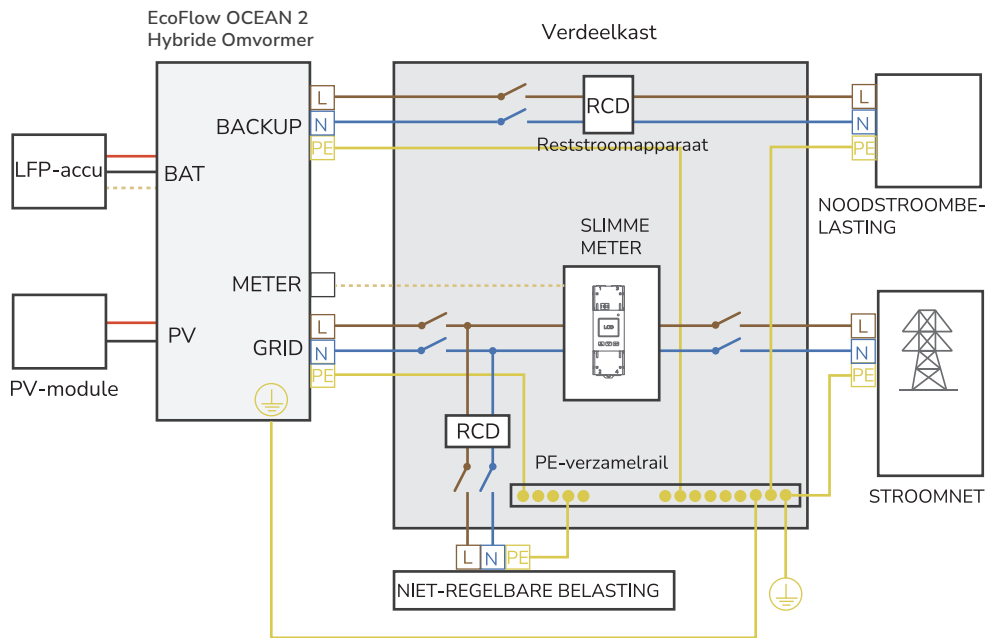 EcoFlow OCEAN 2
Hybride Omvormer
Verdeelkast
L
N
PE
BACKUP
RCD
Reststroomapparaat
L
N
PE
LFP-accu
BAT
NOODSTROOMBE-
LASTING
SLIMME
METER
METER
LCD
L
N
PE
GRID
PV
PV-module
L
N
PE
STROOMNET
RCD
PE-verzamelrail
L
N
PE
NIET-REGELBARE BELASTING